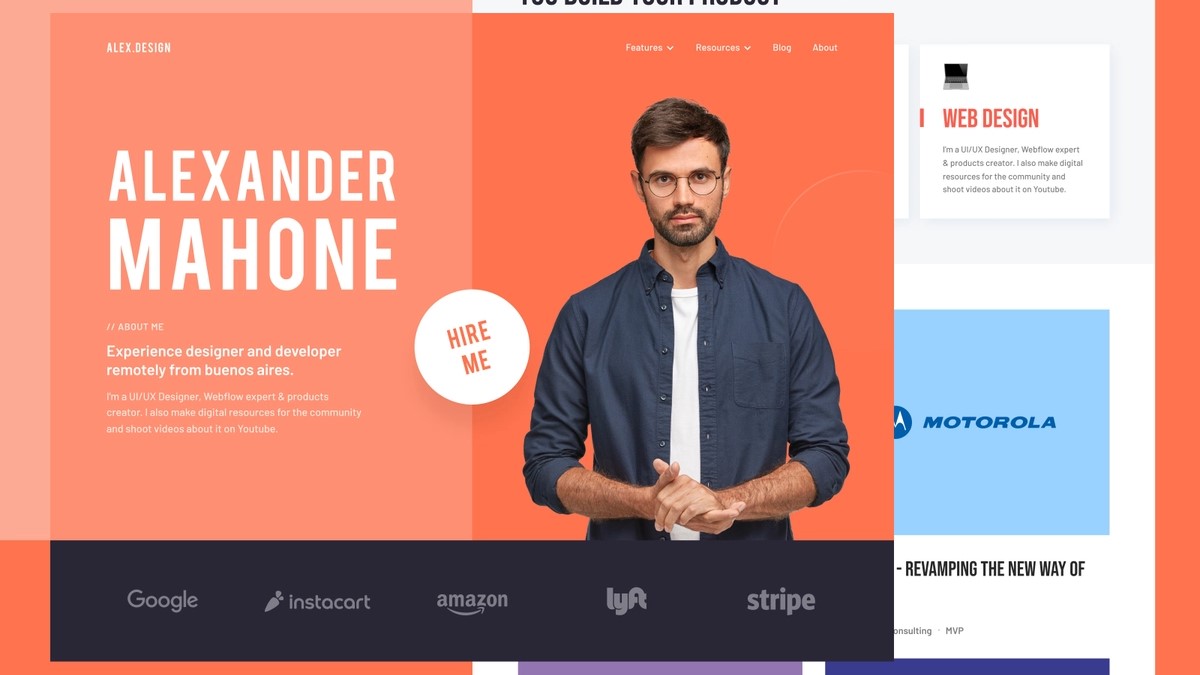 YOU BUILD YOUR PRODUCT
ALEX.DESIGN
Features
Resources
Blog
About
ALEXANDER
MAHONE
// ABOUT ME
Experience designer and developer
remotely from buenos aires.
I'm a UI/UX Designer, Webflow expert & products
creator. I also make digital resources for the community
and shoot videos about it on Youtube.
HIRE
ME
Google
instacart
amazon
lyft
stripe
WEB DESIGN
I'm a UI/UX Designer, Webflow expert
& products creator. I also make digital
resources for the community and
shoot videos about it on Youtube.
MOTOROLA
- REVAMPING THE NEW WAY OF
onsulting · MVP